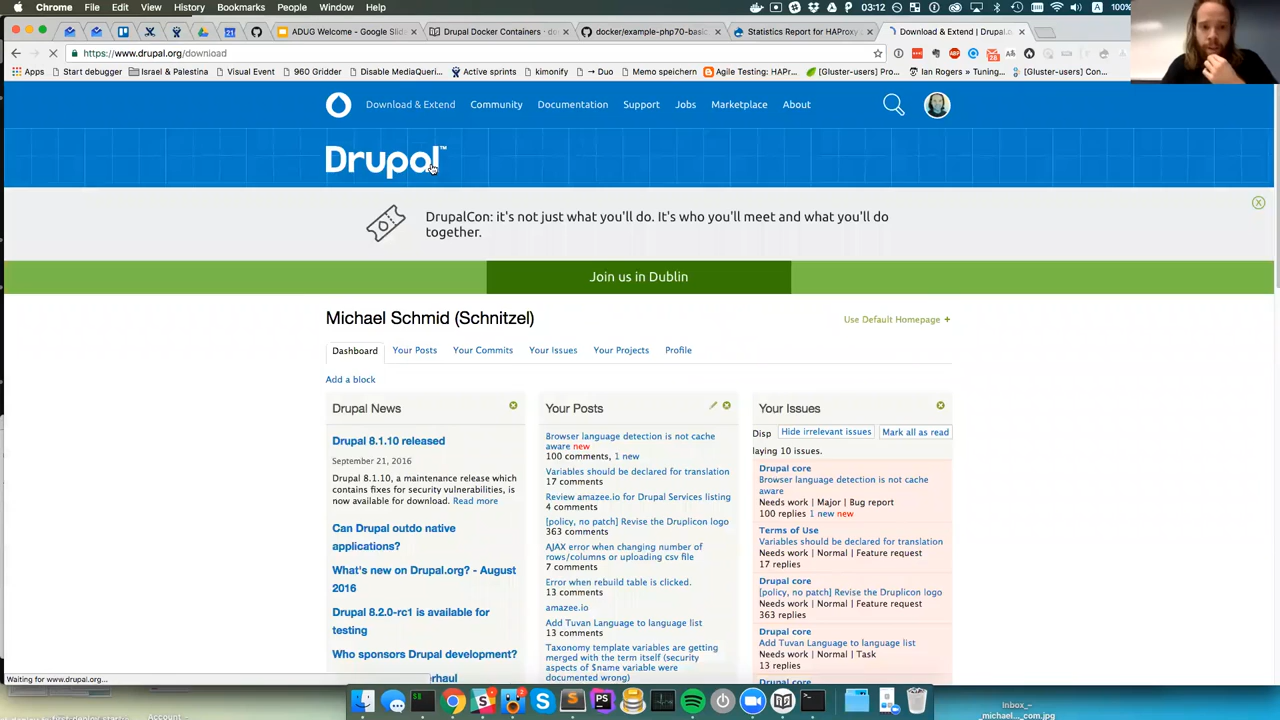 Chrome File Edit View History Bookmarks People Window Help 03:12 100%
ADUG Welcome - Google Slid
Drupal Docker Containers · do
docker/example-php70-basic
Statistics Report for HAProxy
Download & Extend | Drupal.o
https://www.drupal.org/download
Apps Start debugger Israel & Palestina Visual Event 960 Gridder Disable MediaQueri... Active sprints kimonify → Duo Memo speichern Agile Testing: HAPr... [Gluster-users] Pro... Ian Rogers » Tuning... [Gluster-users] Con...
Download & Extend Community Documentation Support Jobs Marketplace About
Drupal™
DrupalCon: it's not just what you'll do. It's who you'll meet and what you'll do
together.
X
Join us in Dublin
Michael Schmid (Schnitzel)
Use Default Homepage +
Dashboard Your Posts Your Commits Your Issues Your Projects Profile
Add a block
Drupal News
Drupal 8.1.10 released
September 21, 2016
Drupal 8.1.10, a maintenance release which
contains fixes for security vulnerabilities, is
now available for download. Read more
Can Drupal outdo native
applications?
What's new on Drupal.org? - August
2016
Drupal 8.2.0-rc1 is available for
testing
Who sponsors Drupal development?
Your Posts
Browser language detection is not cache
aware new
100 comments, 1 new
Variables should be declared for translation
17 comments
Review amazee.io for Drupal Services listing
4 comments
[policy, no patch] Revise the Druplicon logo
363 comments
AJAX error when changing number of
rows/columns or uploading csv file
7 comments
Error when rebuild table is clicked.
13 comments
amazee.io
Add Tuvan Language to language list
13 comments
Taxonomy template variables are getting
merged with the term itself (security
aspects of $name variable were
documented wrong)
Your Issues
Disp Hide irrelevant issues Mark all as read
laying 10 issues.
Drupal core
Browser language detection is not cache
aware
Needs work | Major | Bug report
100 replies 1 new new
Terms of Use
Variables should be declared for translation
Needs work | Normal | Feature request
17 replies
Drupal core
[policy, no patch] Revise the Druplicon logo
Needs work | Normal | Feature request
363 replies
Drupal core
Add Tuvan Language to language list
Needs work | Normal | Task
13 replies
Drupal core
Waiting for www.drupal.org...
Inbox_–
_michael..._com.jpg